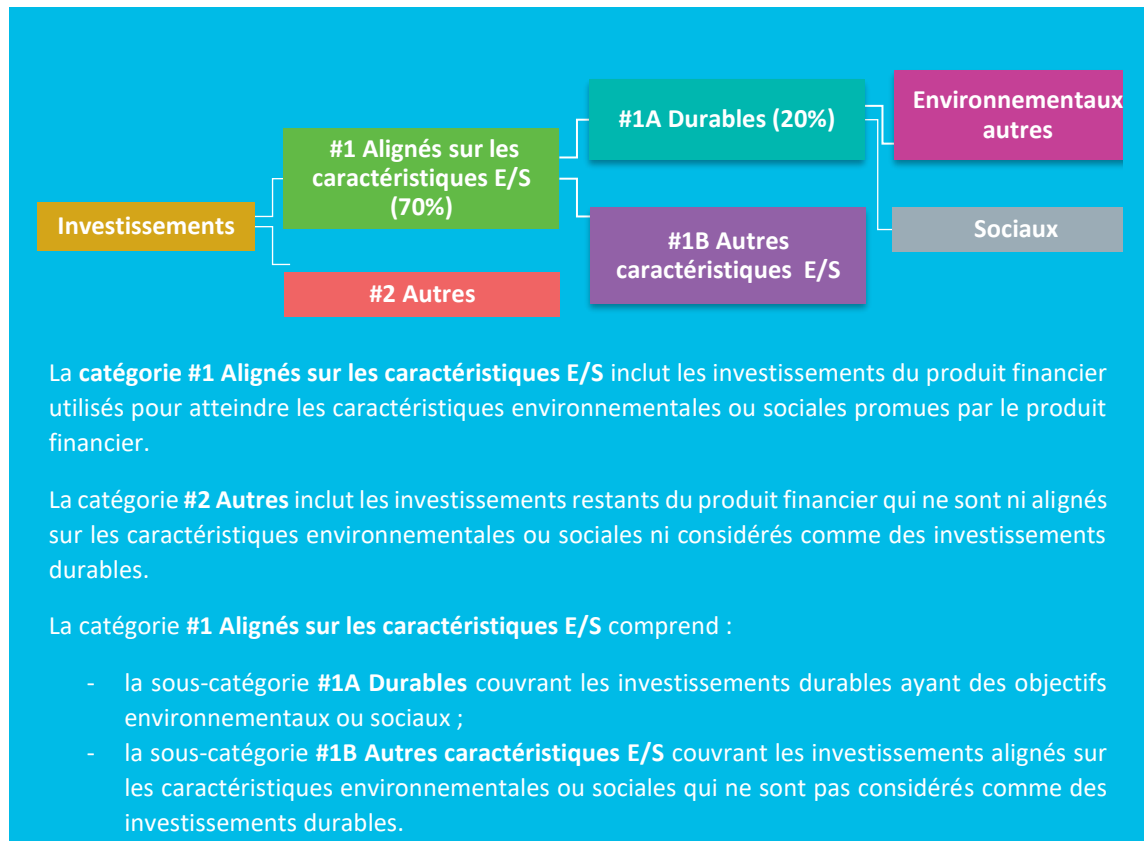 Investissements
#1 Alignés sur les
caractéristiques E/S
(70%)
#2 Autres
#1A Durables (20%)
#1B Autres
caractéristiques E/S
Environnementaux
autres
Sociaux
La catégorie #1 Alignés sur les caractéristiques E/S inclut les investissements du produit financier
utilisés pour atteindre les caractéristiques environnementales ou sociales promues par le produit
financier.
La catégorie #2 Autres inclut les investissements restants du produit financier qui ne sont ni alignés
sur les caractéristiques environnementales ou sociales ni considérés comme des investissements
durables.
La catégorie #1 Alignés sur les caractéristiques E/S comprend :
- la sous-catégorie #1A Durables couvrant les investissements durables ayant des objectifs
environnementaux ou sociaux ;
- la sous-catégorie #1B Autres caractéristiques E/S couvrant les investissements alignés sur
les caractéristiques environnementales ou sociales qui ne sont pas considérés comme des
investissements durables.